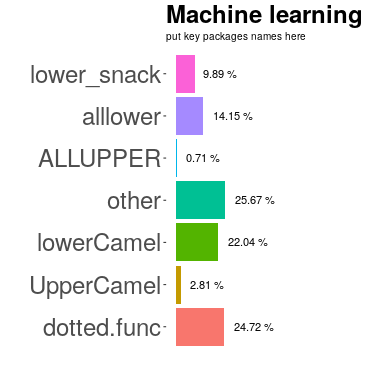 Machine learning
put key packages names here
lower_snack
9.89 %
alllower
14.15 %
ALLUPPER
0.71 %
other
25.67 %
lowerCamel
22.04 %
UpperCamel
2.81 %
dotted.func
24.72 %